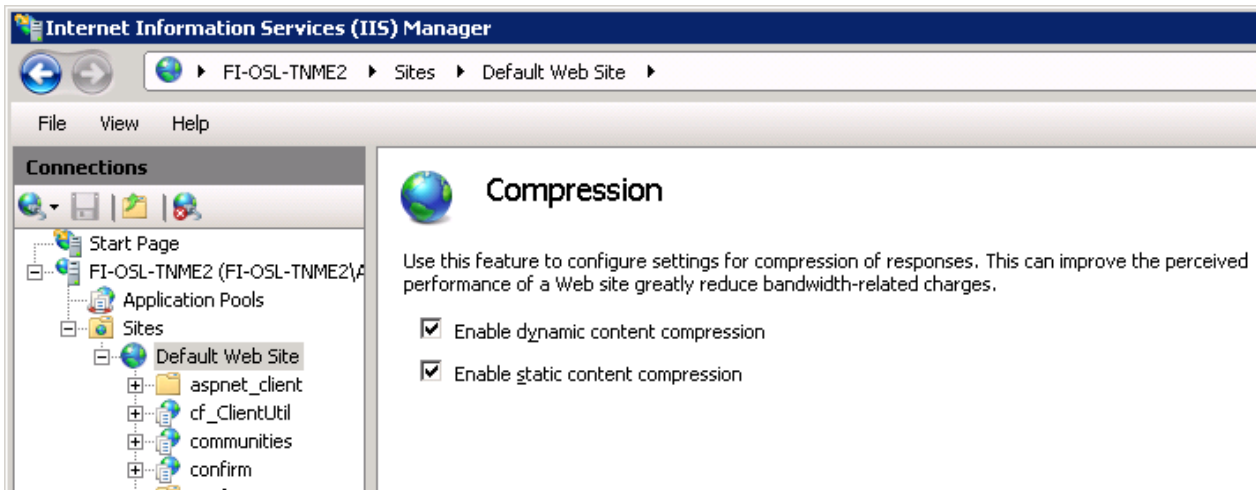 Internet Information Services (IIS) Manager
FI-OSL-TNME2 Sites Default Web Site
File View Help
Connections
Start Page
FI-OSL-TNME2 (FI-OSL-TNME2\A
Application Pools
Sites
Default Web Site
aspnet_client
cf_ClientUtil
communities
confirm
Compression
Use this feature to configure settings for compression of responses. This can improve the perceived
performance of a Web site greatly reduce bandwidth-related charges.
Enable dynamic content compression
Enable static content compression